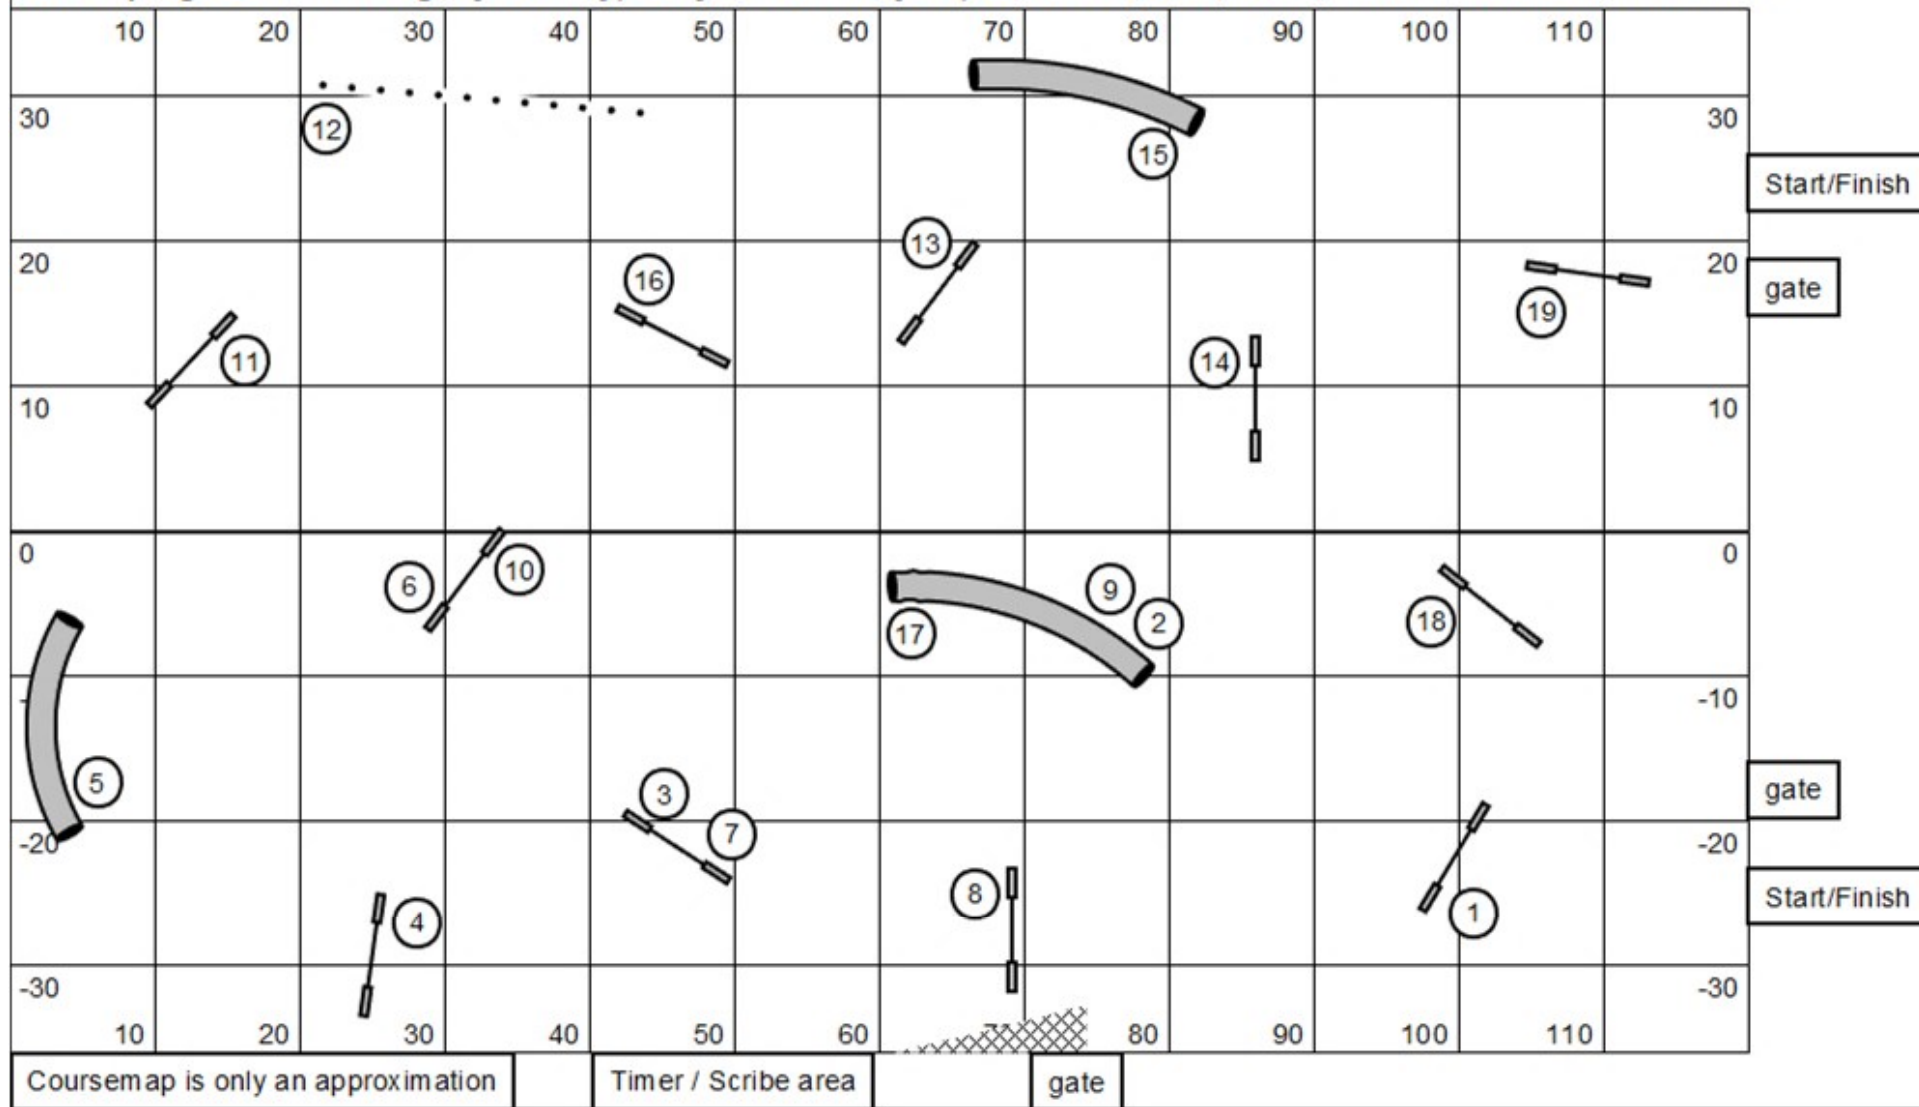 10 20 30 40 50 60 70 80 90 100 110
30 12 15 30
Start/Finish
20 13 16 19 20
gate
11 14
10 10
0 6 10 9 2 18 0
17
-10
5 3 gate
-20 7 -20
4 8 1 Start/Finish
-30 -30
10 20 30 40 50 60 80 90 100 110
Coursemap is only an approximation
Timer / Scribe area
gate